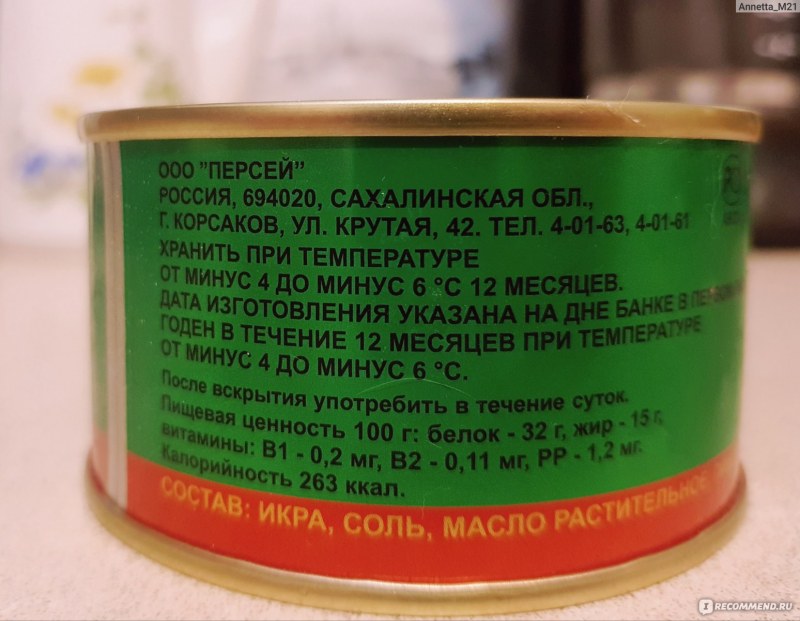 Annetta_M21
ООО "ПЕРСЕЙ"
РОССИЯ, 694020, САХАЛИНСКАЯ ОБЛ.,
Г. КОРСАКОВ, УЛ. КРУТАЯ, 42. ТЕЛ. 4-01-63, 4-01-61
ХРАНИТЬ ПРИ ТЕМПЕРАТУРЕ
ОТ МИНУС 4 ДО МИНУС 6 °С 12 МЕСЯЦЕВ.
ДАТА ИЗГОТОВЛЕНИЯ УКАЗАНА НА ДНЕ БАНКЕ В
ГОДЕН В ТЕЧЕНИЕ 12 МЕСЯЦЕВ ПРИ ТЕМПЕРАТУРЕ
ОТ МИНУС 4 ДО МИНУС 6 °С.
После вскрытия употребить в течение суток.
Пищевая ценность 100 г: белок - 32 г, жир - 15 г,
витамины: В1 - 0,2 мг, В2 - 0,11 мг, РР - 1,2 мг.
Калорийность 263 ккал.
СОСТАВ: ИКРА, СОЛЬ, МАСЛО РАСТИТЕЛЬНОЕ,
IRECOMMEND.RU